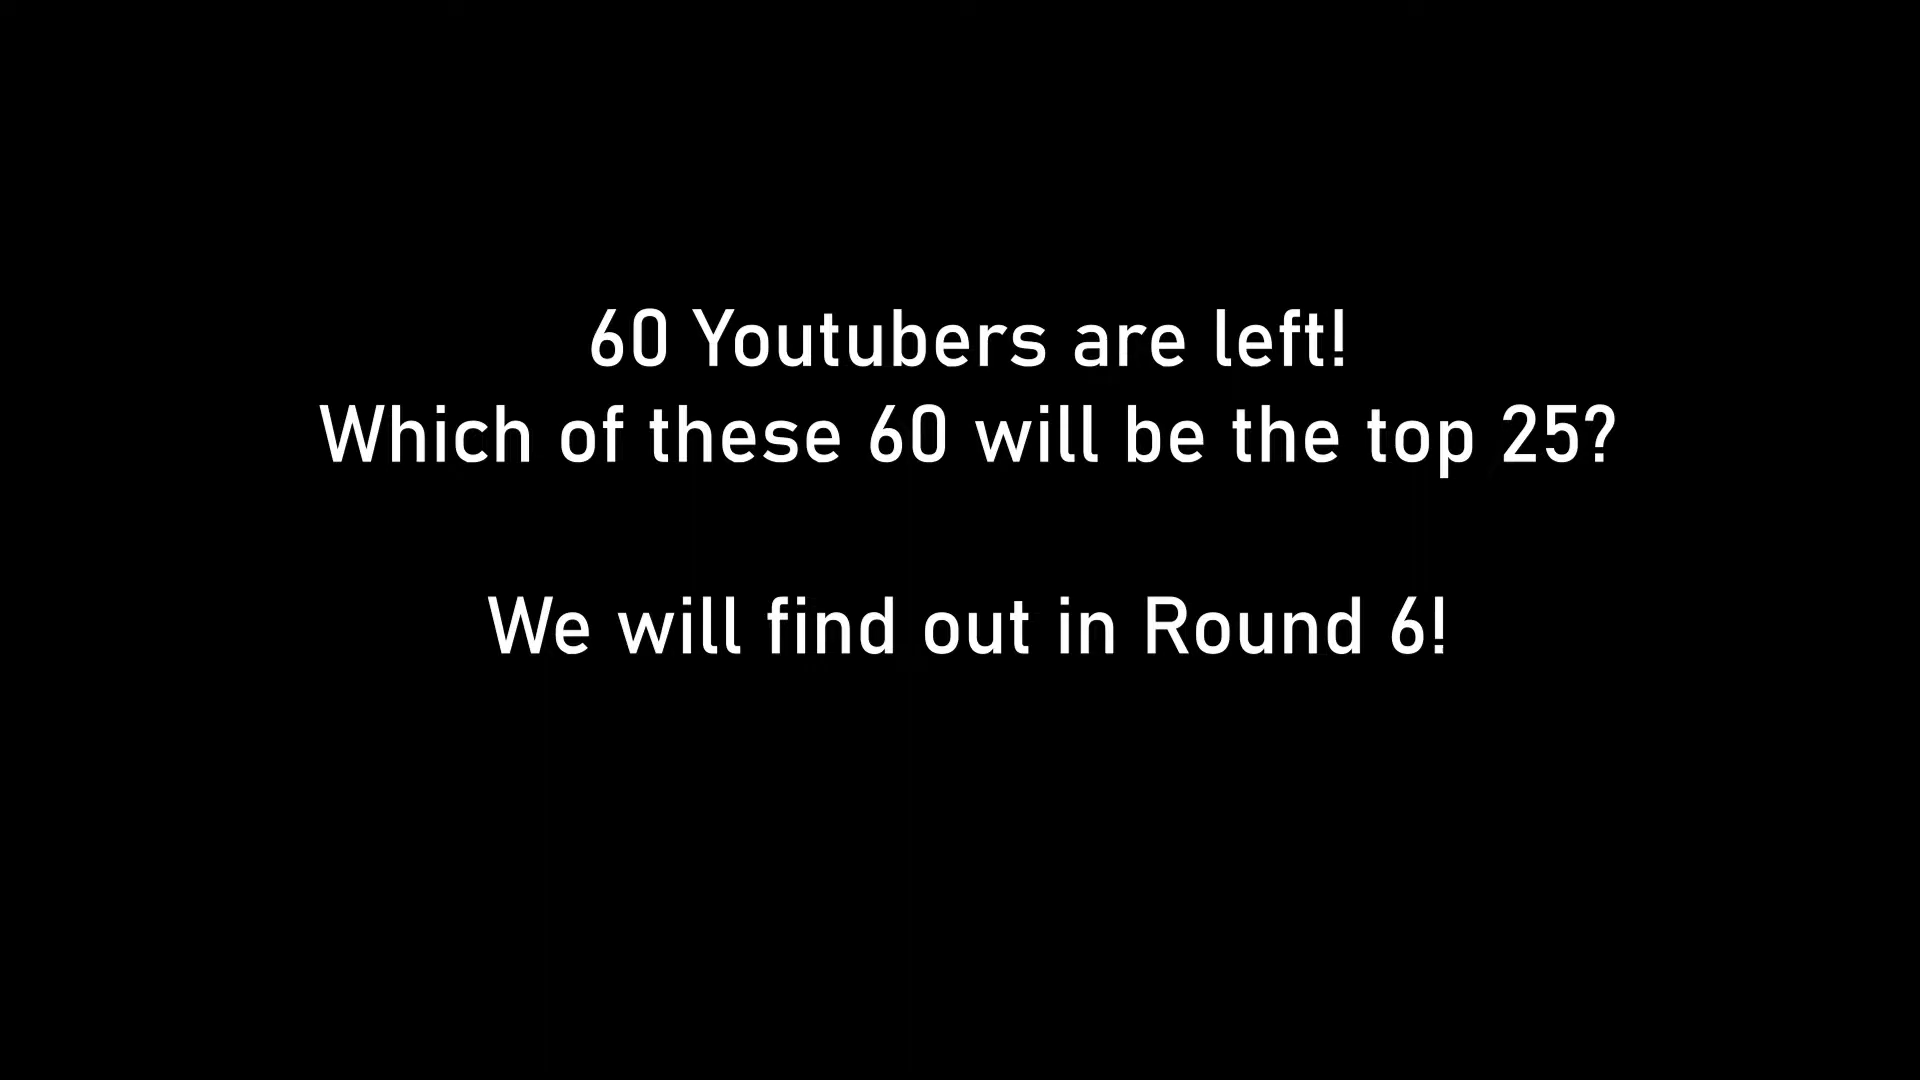 60 Youtubers are left!
Which of these 60 will be the top 25?
We will find out in Round 6!